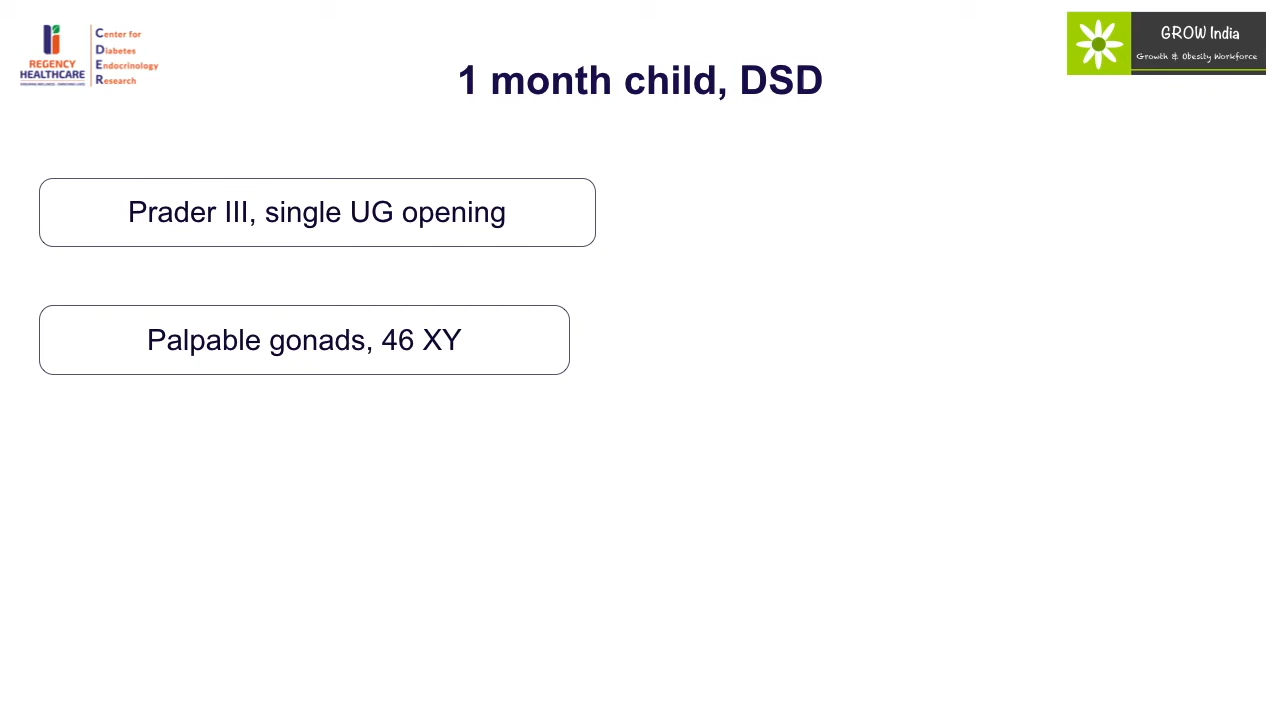 REGENCY
HEALTHCARE
Center for
Diabetes
Endocrinology
Research
GROW India
Growth & Obesity Workforce
1 month child, DSD
Prader III, single UG opening
Palpable gonads, 46 XY